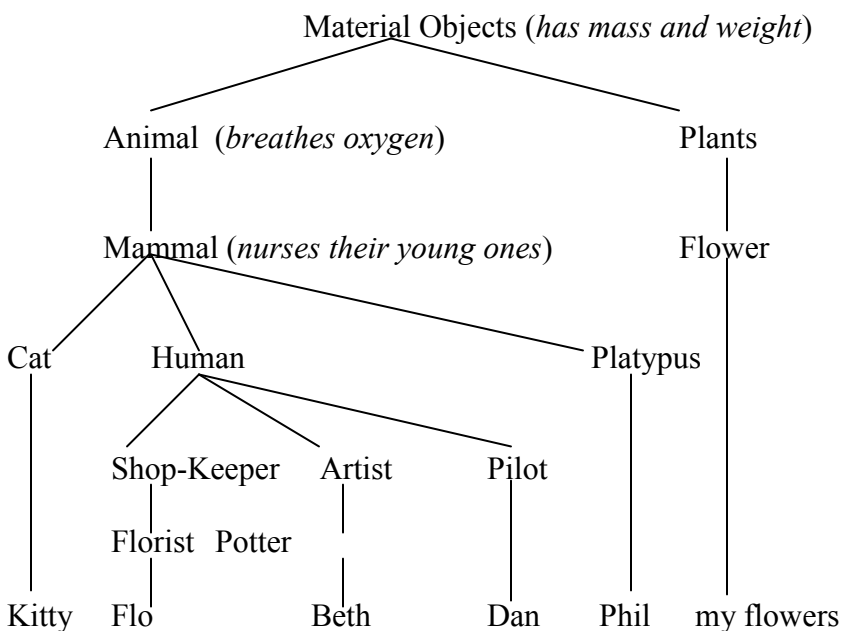 Material Objects (has mass and weight)
Animal (breathes oxygen) Plants
Mammal (nurses their young ones) Flower
Cat Human Platypus
Shop-Keeper Artist Pilot
Florist Potter
Kitty Flo Beth Dan Phil my flowers